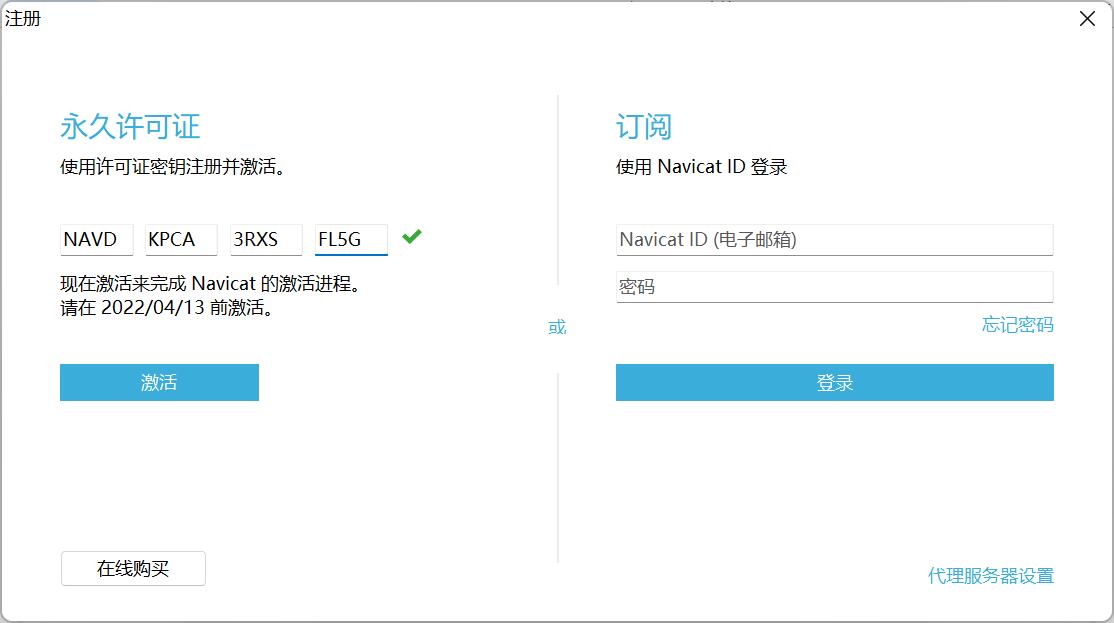 注册
永久许可证
使用许可证密钥注册并激活。
NAVD KPCA 3RXS FL5G
现在激活来完成 Navicat 的激活进程。
请在 2022/04/13 前激活。
激活
在线购买
或
订阅
使用 Navicat ID 登录
Navicat ID (电子邮箱)
密码
忘记密码
登录
代理服务器设置